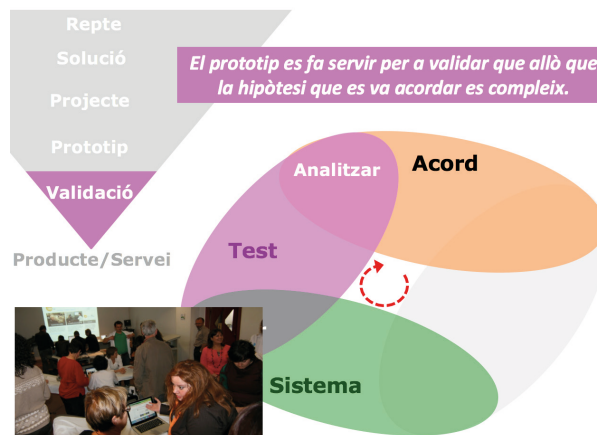 Repte
Solució
Projecte
Prototip
Validació
Producte/Servei
El prototip es fa servir per a validar que allò que
la hipòtesi que es va acordar es compleix.
Analitzar
Acord
Test
Sistema